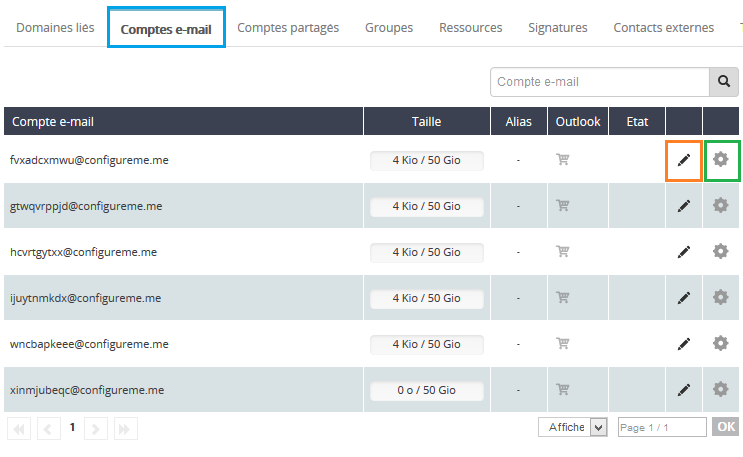 Domaines liés Comptes e-mail Comptes partagés Groupes Ressources Signatures Contacts externes
Compte e-mail
Compte e-mail Taille Alias Outlook Etat
fvxadcxmwu@configureme.me 4 Kio / 50 Gio -
gtwqvrppjd@configureme.me 4 Kio / 50 Gio -
hcvrtgytxx@configureme.me 4 Kio / 50 Gio -
ijuytnmkdx@configureme.me 4 Kio / 50 Gio -
wncbapkeee@configureme.me 4 Kio / 50 Gio -
xinmjubeqc@configureme.me 0 o / 50 Gio -
1 Affiche Page 1 / 1 OK